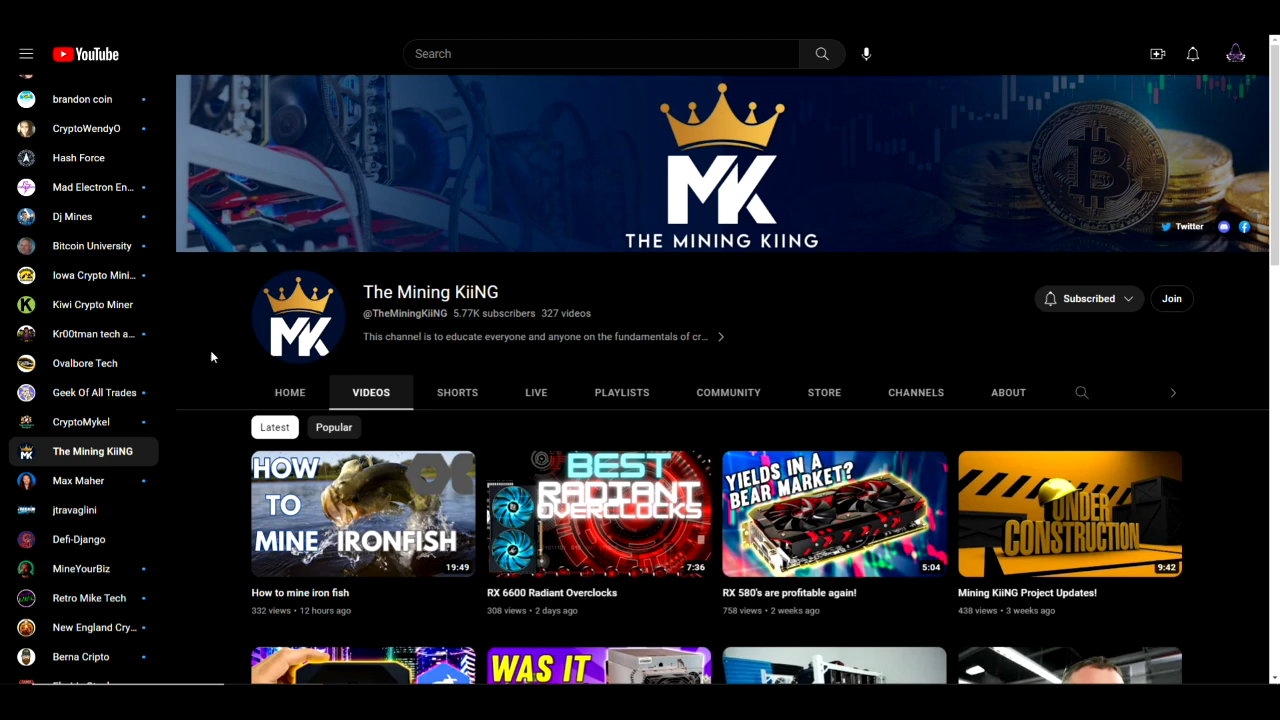 YouTube
Search
brandon coin
CryptoWendyO
Hash Force
Mad Electron En...
Dj Mines
Bitcoin University
Iowa Crypto Mini...
Kiwi Crypto Miner
Kr00tman tech a...
Ovalbore Tech
Geek Of All Trades
CryptoMykel
The Mining KiiNG
Max Maher
jtravaglini
Defi-Django
MineYourBiz
Retro Mike Tech
New England Cry...
Berna Cripto
MK
THE MINING KIING
Twitter
MK
The Mining KiiNG
@TheMiningKiiNG 5.77K subscribers 327 videos
This channel is to educate everyone and anyone on the fundamentals of cr...
Subscribed
Join
HOME VIDEOS SHORTS LIVE PLAYLISTS COMMUNITY STORE CHANNELS ABOUT
Latest Popular
HOW
TO
MINE IRONFISH
19:49
How to mine iron fish
332 views • 12 hours ago
BEST
RADIANT
OVERCLOCKS
7:36
RX 6600 Radiant Overclocks
308 views • 2 days ago
YIELDS IN A
BEAR MARKET?
5:04
RX 580's are profitable again!
758 views • 2 weeks ago
UNDER
CONSTRUCTION
9:42
Mining KiiNG Project Updates!
438 views • 3 weeks ago
WAS IT